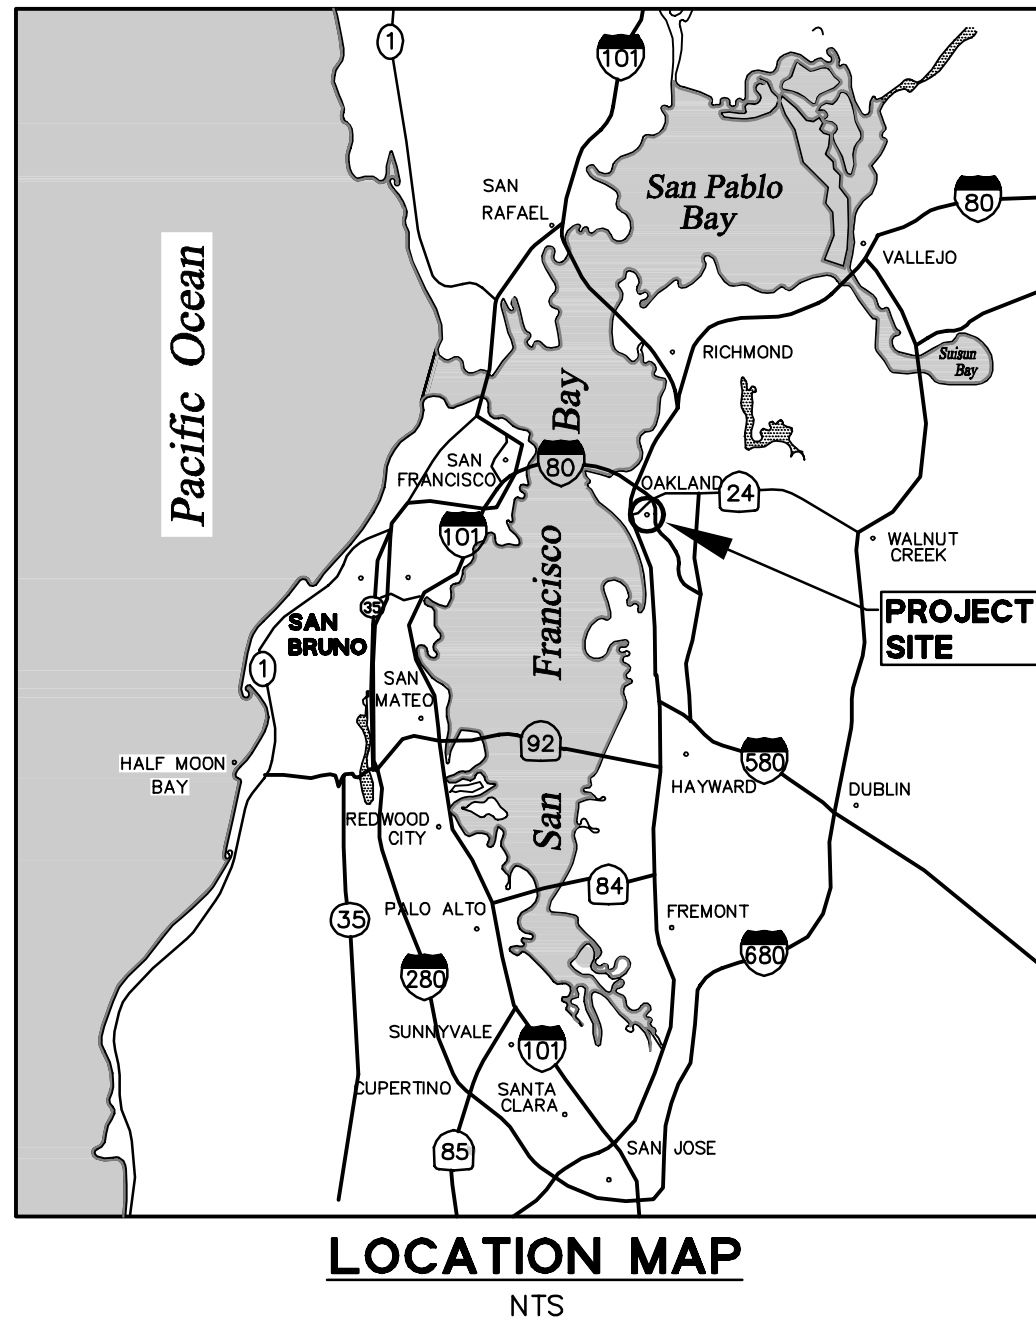 1
101
San Pablo
Bay
SAN
RAFAEL
80
VALLEJO
Pacific Ocean
RICHMOND
Suisun
Bay
San Francisco Bay
SAN
FRANCISCO
80
OAKLAND
24
101
WALNUT
CREEK
35
SAN
BRUNO
PROJECT
SITE
1
SAN
MATEO
92
580
HALF MOON
BAY
HAYWARD
DUBLIN
REDWOOD
CITY
84
35
PALO ALTO
FREMONT
680
280
SUNNYVALE
101
CUPERTINO
SANTA
CLARA
85
SAN JOSE
LOCATION MAP
NTS